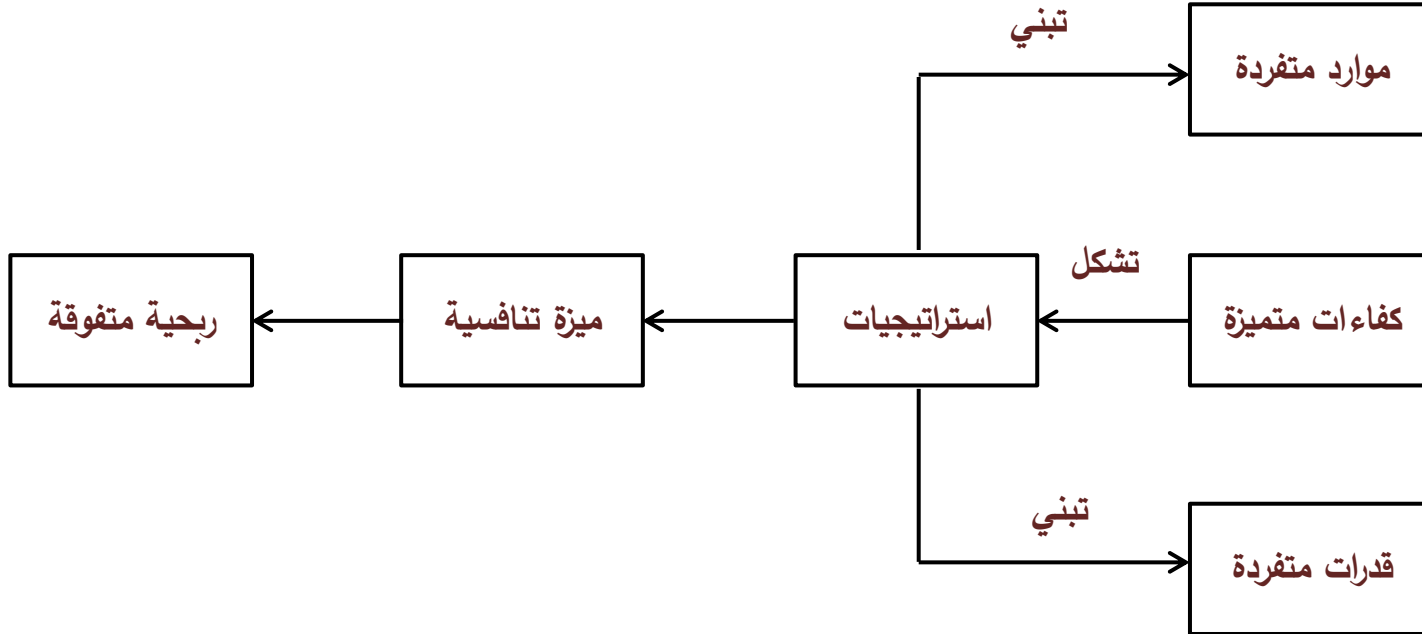 تبني
موارد متفردة
تشكل
كفاءات متميزة
استراتيجيات
ميزة تنافسية
ربحية متفوقة
تبني
قدرات متفردة